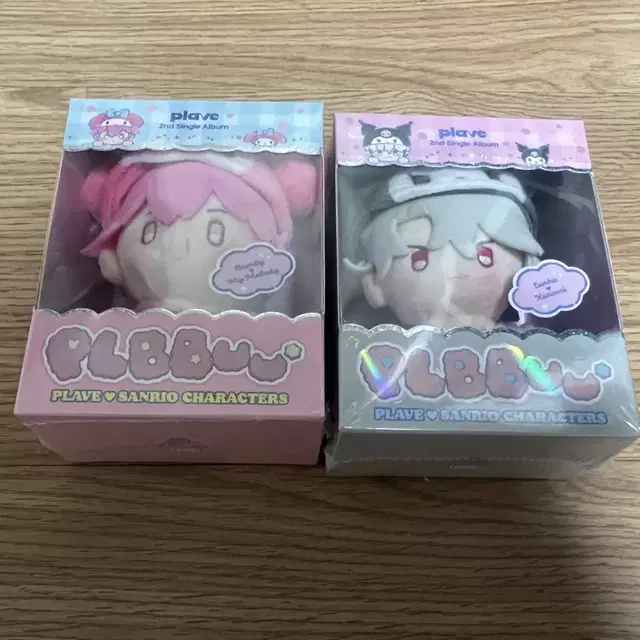 plave
2nd Single Album
Bamby
My Melody
PLBBUU
PLAVE ♥ SANRIO CHARACTERS
plave
2nd Single Album
Eunho
♥
Kuromi
PLBBUU
PLAVE ♥ SANRIO CHARACTERS